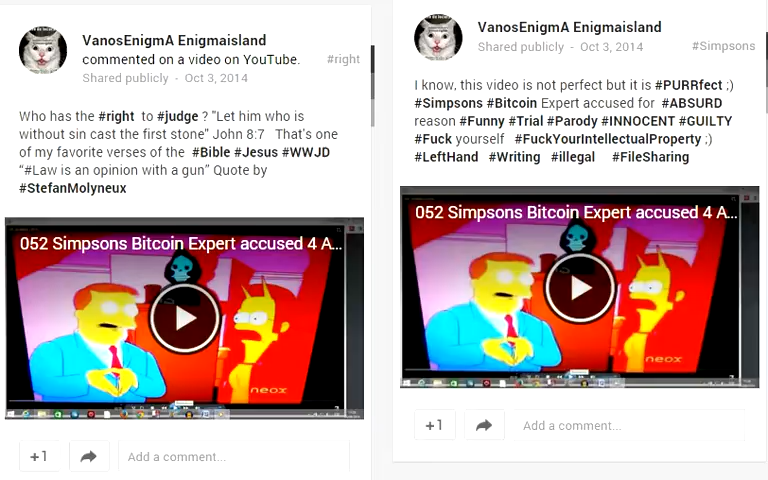 VanosEnigmA Enigmaisland
commented on a video on YouTube.
#right
Shared publicly - Oct 3, 2014
Who has the #right to #judge ? "Let him who is
without sin cast the first stone" John 8:7 That's one
of my favorite verses of the #Bible #Jesus #WWJD
“#Law is an opinion with a gun” Quote by
#StefanMolyneux
052 Simpsons Bitcoin Expert accused 4 A...
neox
+1
Add a comment...
VanosEnigmA Enigmaisland
Shared publicly - Oct 3, 2014
#Simpsons
I know, this video is not perfect but it is #PURRfect ;)
#Simpsons #Bitcoin Expert accused for #ABSURD
reason #Funny #Trial #Parody #INNOCENT #GUILTY
#Fuck yourself #FuckYourIntellectualProperty ;)
#LeftHand #Writing #illegal #FileSharing
052 Simpsons Bitcoin Expert accused 4 A...
neox
+1
Add a comment...